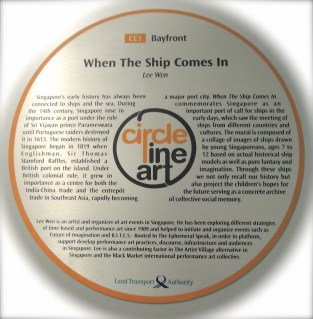 CE1 Bayfront
When The Ship Comes In
Lee Wen
Singapore's early history has always been
connected to ships and the sea. During
the 14th century, Singapore rose in
importance as a port under the rule
of Sri Vijayan prince Parameswara
until Portuguese raiders destroyed
it in 1613. The modern history of
Singapore began in 1819 when
Englishman, Sir Thomas
Stamford Raffles, established a
British port on the island. Under
British colonial rule, it grew in
importance as a centre for both the
India-China trade and the entrepôt
trade in Southeast Asia, rapidly becoming
a major port city. When The Ship Comes In
commemorates Singapore as an
important port of call for ships in the
early days, which saw the meeting of
ships from different countries and
cultures. The mural is composed of
a collage of images of ships drawn
by young Singaporeans, ages 7 to
12 based on actual historical ship
models as well as pure fantasy and
imagination. Through these ships
we not only recall our history but
also project the children's hopes for
the future serving as a concrete archive
of collective social memory.
circle
line
art
Lee Wen is an artist and organizer of art events in Singapore. He has been exploring different strategies
of time-based and performance art since 1989 and helped to initiate and organize events such as
Future of Imagination and R.I.T.E.S.- Rooted In The Ephemeral Speak, in order to platform,
support develop performance art practices, discourse, infrastructure and audiences
in Singapore. Lee is also a contributing factor in The Artist Village alternative in
Singapore and the Black Market international performance art collective.
Land Transport Authority